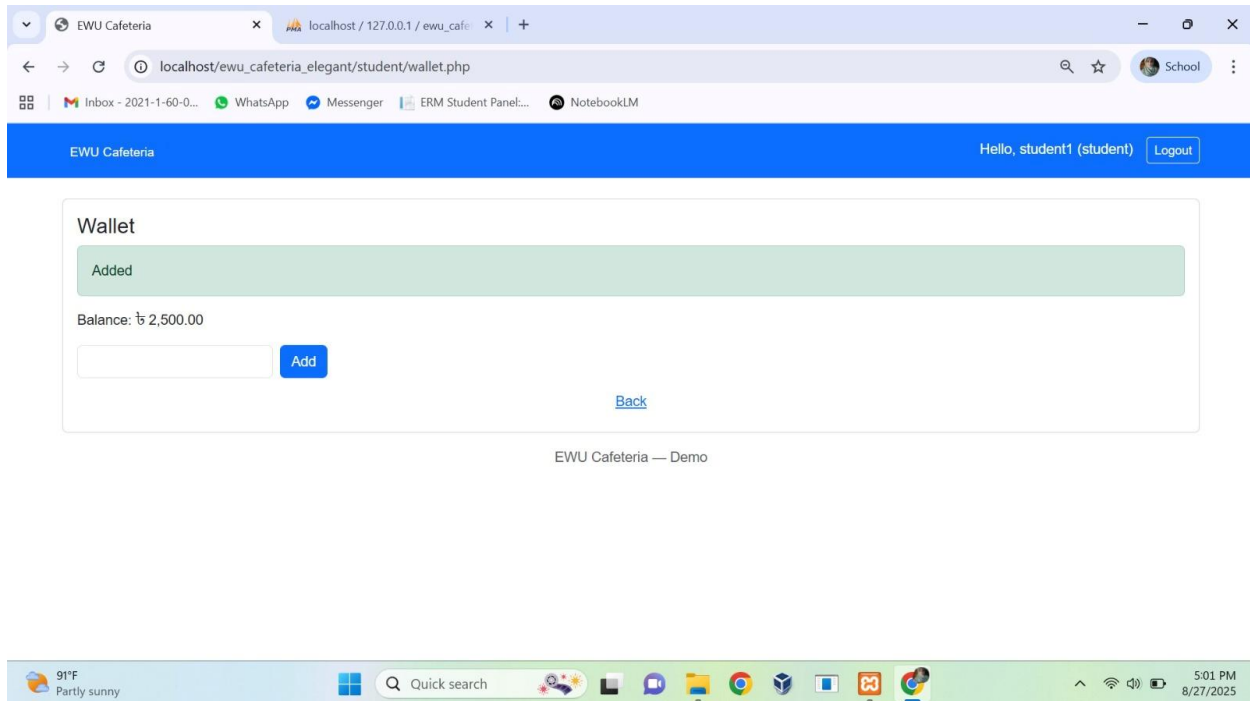 EWU Cafeteria
localhost / 127.0.0.1 / ewu_cafe
localhost/ewu_cafeteria_elegant/student/wallet.php
School
Inbox - 2021-1-60-0...
WhatsApp
Messenger
ERM Student Panel:...
NotebookLM
EWU Cafeteria
Hello, student1 (student)
Logout
Wallet
Added
Balance: ৳ 2,500.00
Add
Back
EWU Cafeteria — Demo
91°F
Partly sunny
Quick search
5:01 PM
8/27/2025